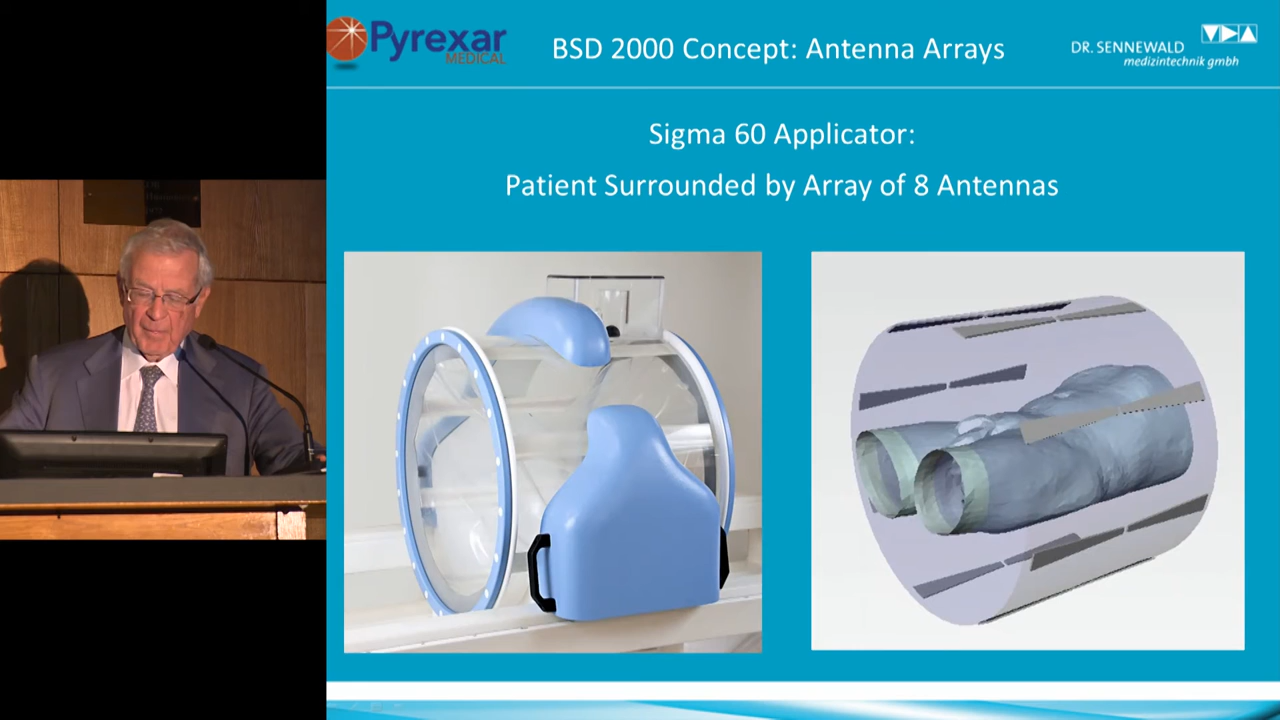 Pyrexar
MEDICAL
BSD 2000 Concept: Antenna Arrays
DR. SENNEWALD
medizintechnik gmbh
Sigma 60 Applicator:
Patient Surrounded by Array of 8 Antennas